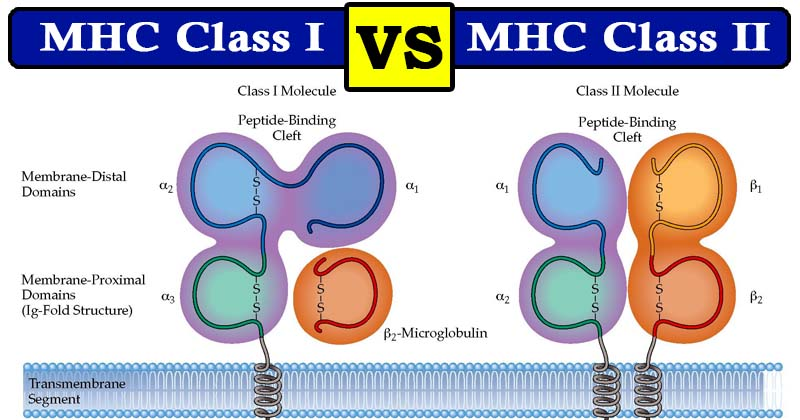 MHC Class I VS MHC Class II
Class I Molecule
Class II Molecule
Peptide-Binding
Cleft
Peptide-Binding
Cleft
Membrane-Distal
Domains
α₂
S
S
α₁
α₁
S
S
β₁
Membrane-Proximal
Domains
(Ig-Fold Structure)
α₃
S
S
S
S
β₂-Microglobulin
α₂
S
S
S
S
β₂
Transmembrane
Segment